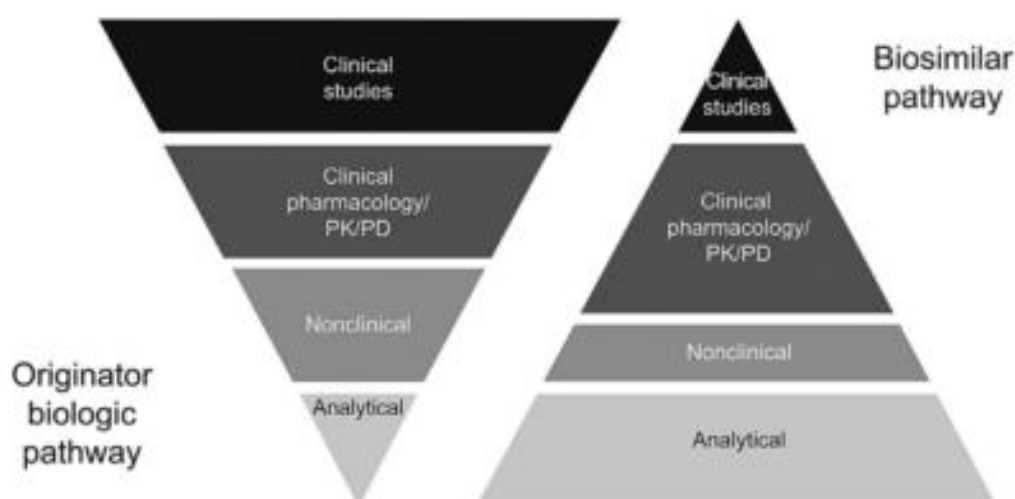 Clinical
studies
Clinical
pharmacology/
PK/PD
Nonclinical
Analytical
Originator
biologic
pathway
Clinical
studies
Clinical
pharmacology/
PK/PD
Nonclinical
Analytical
Biosimilar
pathway